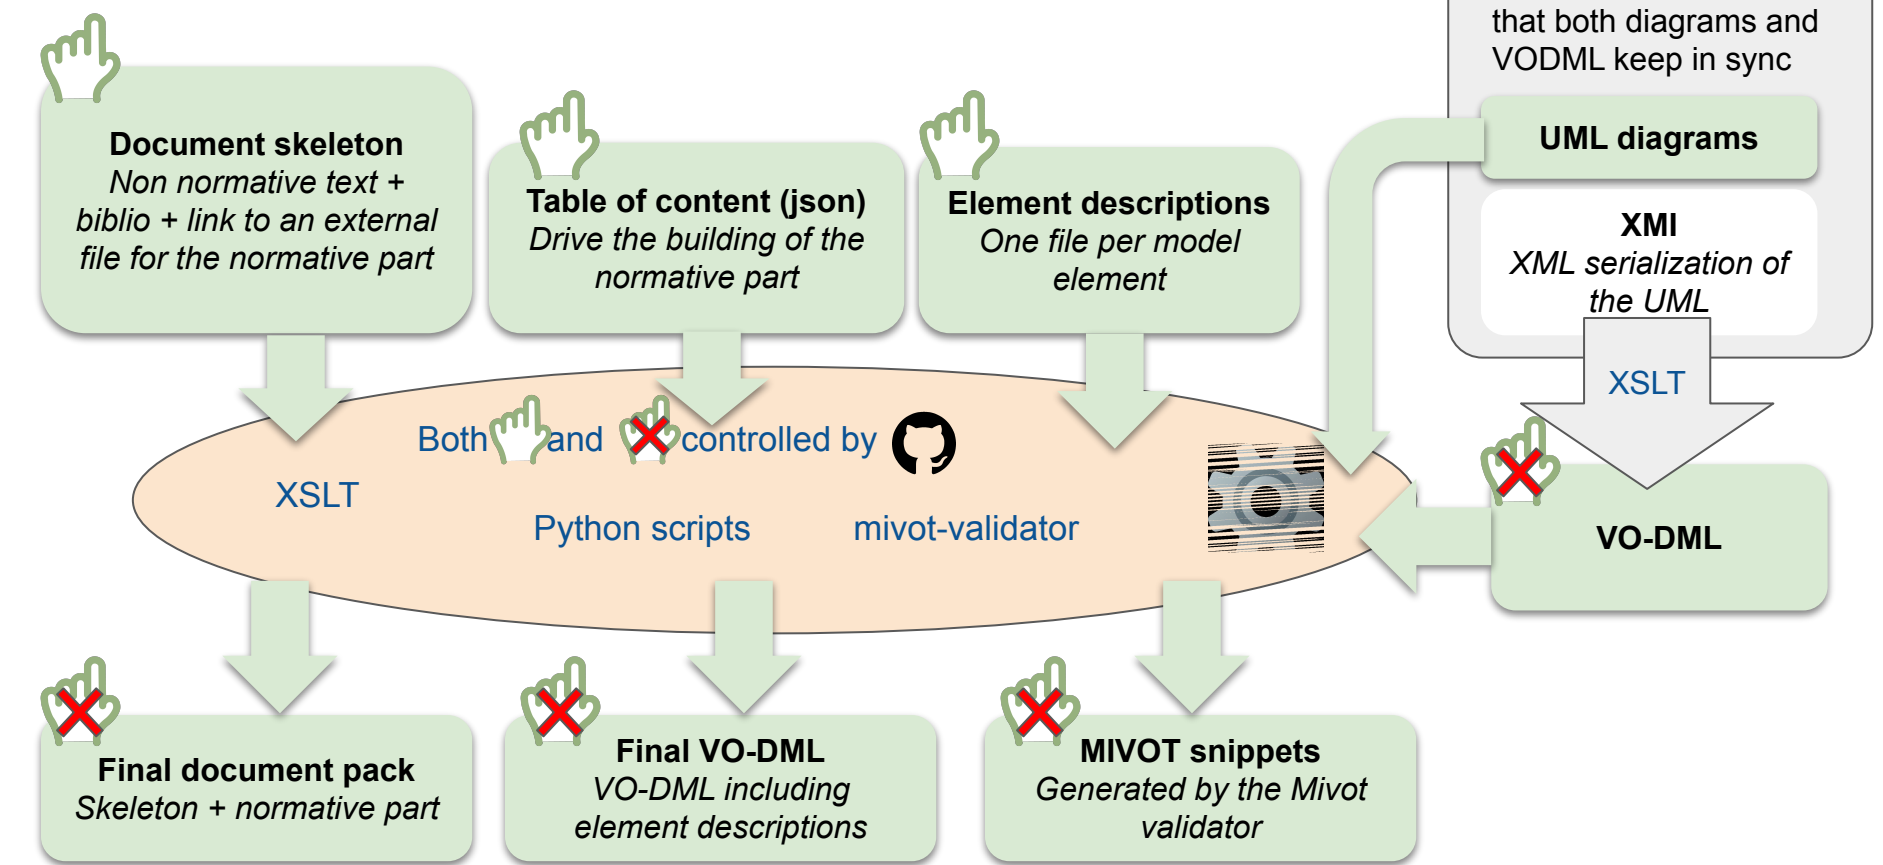 that both diagrams and
VODML keep in sync
UML diagrams
XMI
XML serialization of
the UML
XSLT
VO-DML
Document skeleton
Non normative text +
biblio + link to an external
file for the normative part
Table of content (json)
Drive the building of the
normative part
Element descriptions
One file per model
element
Both and controlled by
XSLT
Python scripts
mivot-validator
Final document pack
Skeleton + normative part
Final VO-DML
VO-DML including
element descriptions
MIVOT snippets
Generated by the Mivot
validator